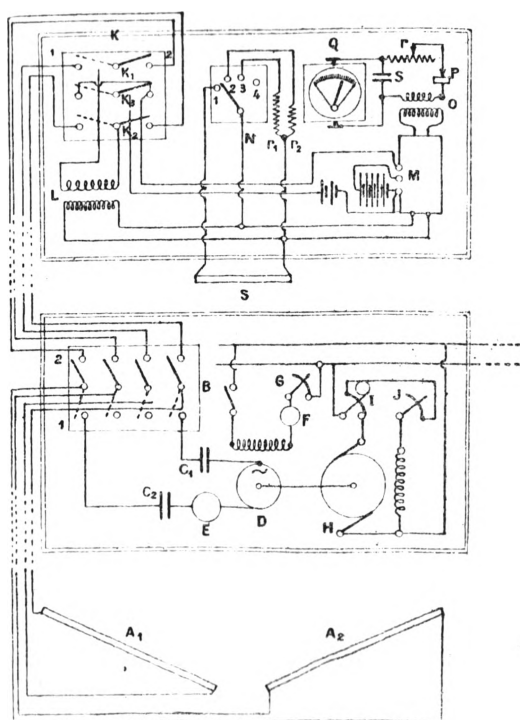 K Q r
1 2 S P
K₁ 2 3 O
1 4
K₃
K₂ N r₁ r₂ M
L
S
2 B G F I J
1
C₁
C₂ E D H
A₁ A₂